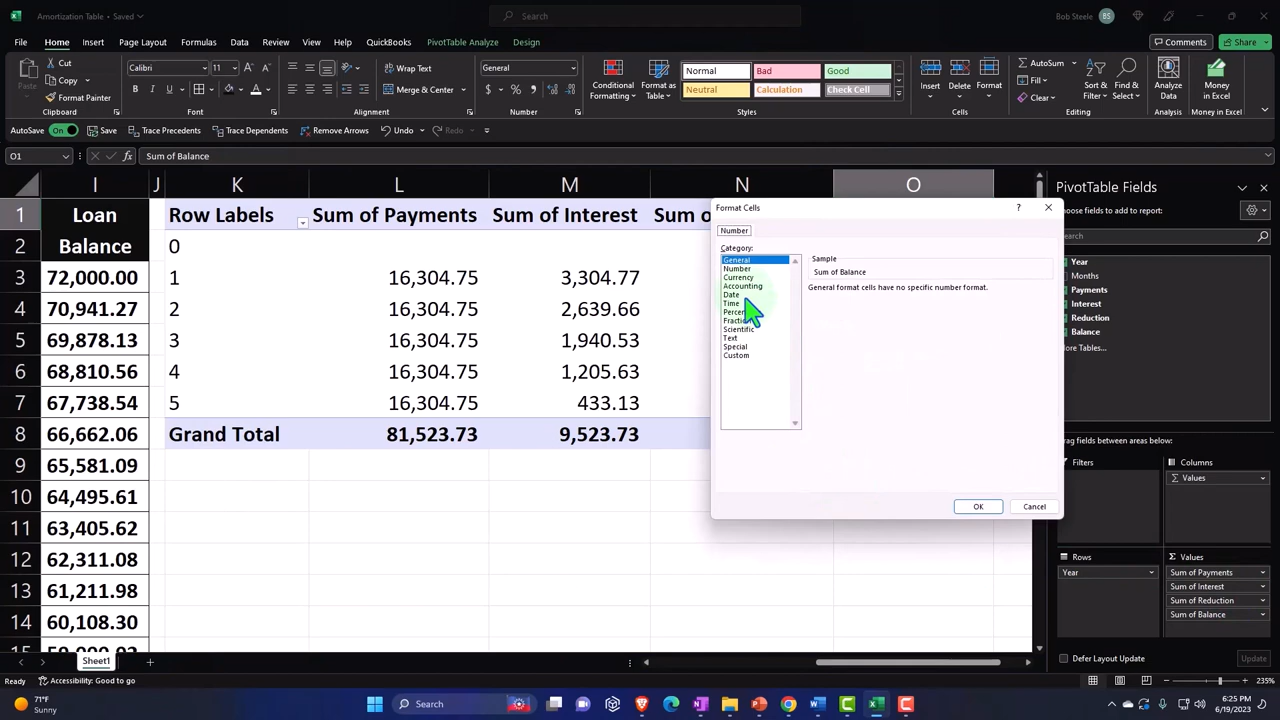 Amortization Table • Saved
Search
Bob Steele BS
File Home Insert Page Layout Formulas Data Review View Help QuickBooks PivotTable Analyze Design Comments Share
Paste
Cut
Copy
Format Painter
Clipboard
Calibri 11 A A
B I U A
Font
Wrap Text
Merge & Center
Alignment
General
$ % ,
Number
Conditional Formatting
Format as Table
Normal Bad Good
Neutral Calculation Check Cell
Styles
Insert Delete Format
Cells
AutoSum
Fill
Clear
Sort & Filter
Find & Select
Editing
Analyze Data
Analysis
Money in Excel
Money in Excel
AutoSave On Save Trace Precedents Trace Dependents Remove Arrows Undo Redo
O1 fx Sum of Balance
I J K L M N O
1 Loan Row Labels Sum of Payments Sum of Interest Sum o
2 Balance 0
3 72,000.00 1 16,304.75 3,304.77
4 70,941.27 2 16,304.75 2,639.66
5 69,878.13 3 16,304.75 1,940.53
6 68,810.56 4 16,304.75 1,205.63
7 67,738.54 5 16,304.75 433.13
8 66,662.06 Grand Total 81,523.73 9,523.73
9 65,581.09
10 64,495.61
11 63,405.62
12 62,311.08
13 61,211.98
14 60,108.30
Format Cells ?
Number
Category:
General
Number
Currency
Accounting
Date
Time
Scientific
Text
Special
Custom
Sample
Sum of Balance
General format cells have no specific number format.
OK Cancel
PivotTable Fields
hoose fields to add to report:
earch
Year
Months
Payments
Interest
Reduction
Balance
ore Tables...
rag fields between areas below:
Filters
Columns
Σ Values
Rows
Year
Σ Values
Sum of Payments
Sum of Interest
Sum of Reduction
Sum of Balance
Defer Layout Update Update
Sheet1
Ready Accessibility: Good to go 235%
71°F
Sunny
Search
6:25 PM
6/19/2023